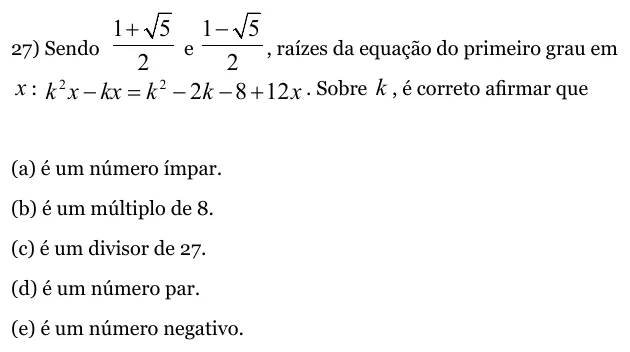 27) Sendo (1+√5)/2 e (1−√5)/2, raízes da equação do primeiro grau em
x: k²x − kx = k² − 2k − 8 + 12x. Sobre k, é correto afirmar que
(a) é um número ímpar.
(b) é um múltiplo de 8.
(c) é um divisor de 27.
(d) é um número par.
(e) é um número negativo.